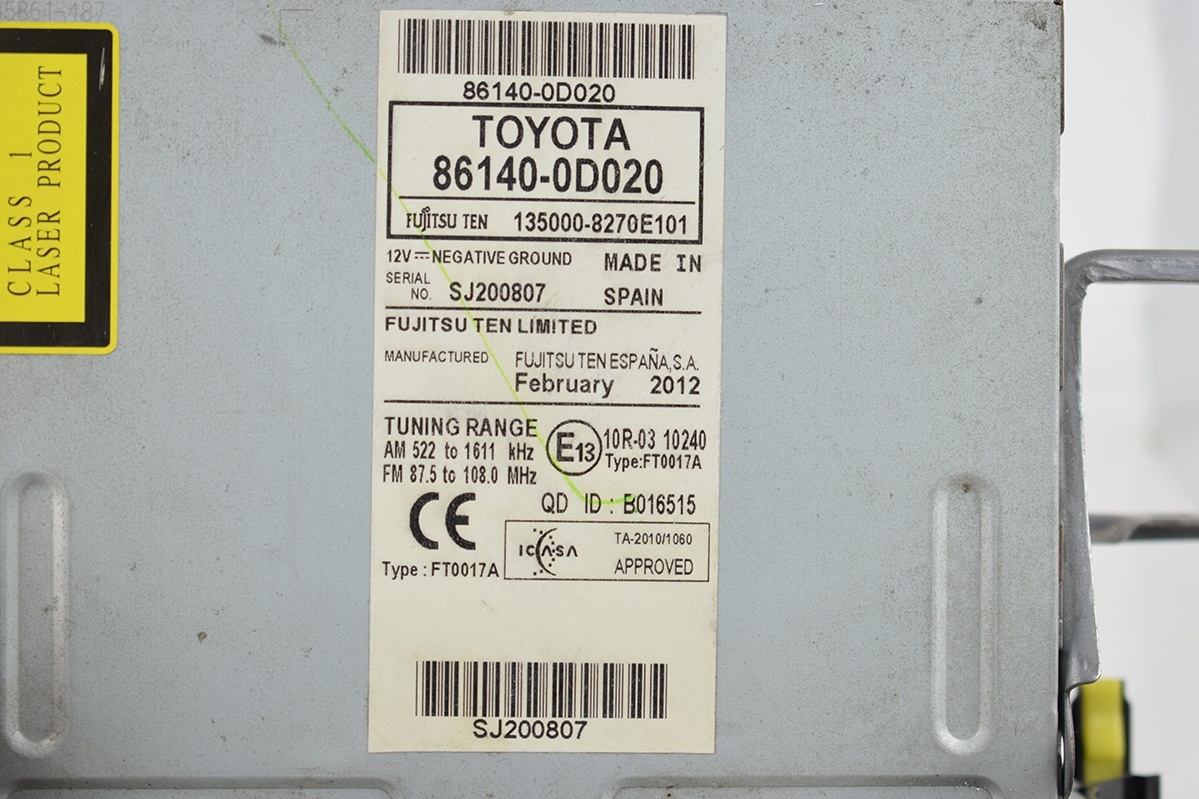 35861-487
CLASS 1
LASER PRODUCT
86140-0D020
TOYOTA
86140-0D020
FUJITSU TEN 135000-8270E101
12V NEGATIVE GROUND MADE IN
SERIAL
NO. SJ200807 SPAIN
FUJITSU TEN LIMITED
MANUFACTURED FUJITSU TEN ESPAÑA,S.A.
February 2012
TUNING RANGE
AM 522 to 1611 kHz
FM 87.5 to 108.0 MHz
E13
10R-03 10240
Type:FT0017A
QD ID : B016515
CE
Type : FT0017A
ICASA
TA-2010/1060
APPROVED
SJ200807